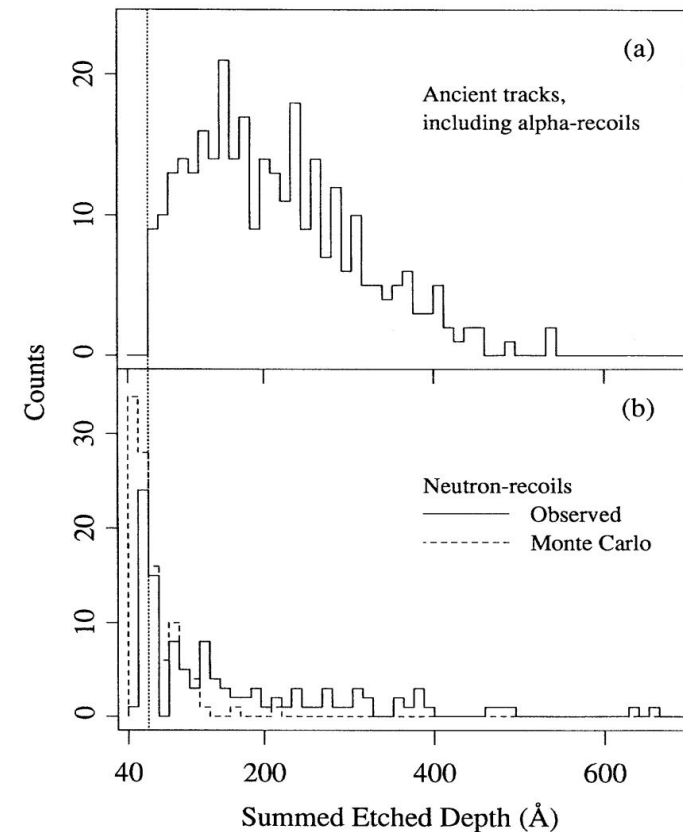 (a)
20
Ancient tracks,
including alpha-recoils
10
0
Counts
(b)
30
Neutron-recoils
Observed
20
Monte Carlo
10
0
40
200
400
600
Summed Etched Depth (Å)